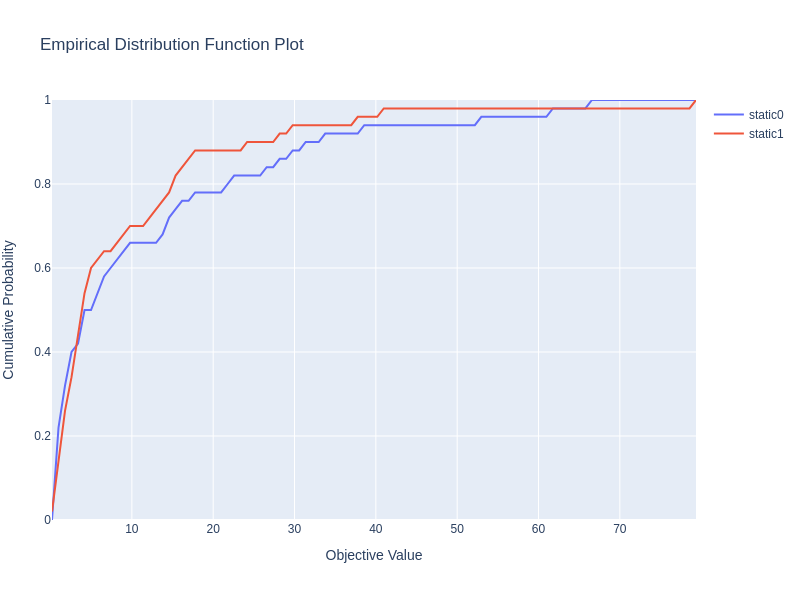 Empirical Distribution Function Plot
1
0.8
0.6
0.4
0.2
0
Cumulative Probability
10 20 30 40 50 60 70
Objective Value
static0
static1